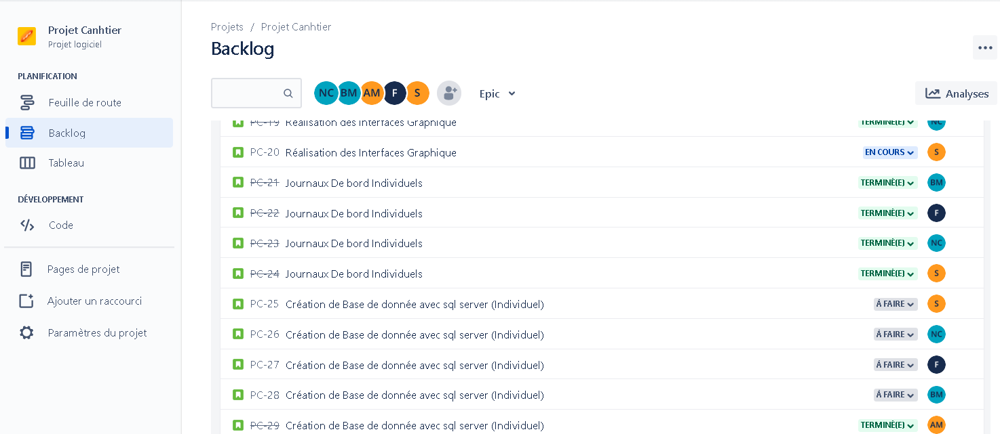 Projet Canhtier
Projet logiciel
PLANIFICATION
Feuille de route
Backlog
Tableau
DÉVELOPPEMENT
Code
Pages de projet
Ajouter un raccourci
Paramètres du projet
Projets / Projet Canhtier
Backlog
NC BM AM F S Epic
Analyses
PC-19 Réalisation des Interfaces Graphique TERMINÉ(E) NC
PC-20 Réalisation des Interfaces Graphique EN COURS S
PC-21 Journaux De bord Individuels TERMINÉ(E) BM
PC-22 Journaux De bord Individuels TERMINÉ(E) F
PC-23 Journaux De bord Individuels TERMINÉ(E) NC
PC-24 Journaux De bord Individuels TERMINÉ(E) S
PC-25 Création de Base de donnée avec sql server (Individuel) À FAIRE S
PC-26 Création de Base de donnée avec sql server (Individuel) À FAIRE NC
PC-27 Création de Base de donnée avec sql server (Individuel) À FAIRE F
PC-28 Création de Base de donnée avec sql server (Individuel) À FAIRE BM
PC-29 Création de Base de donnée avec sql server (Individuel) TERMINÉ(E) AM